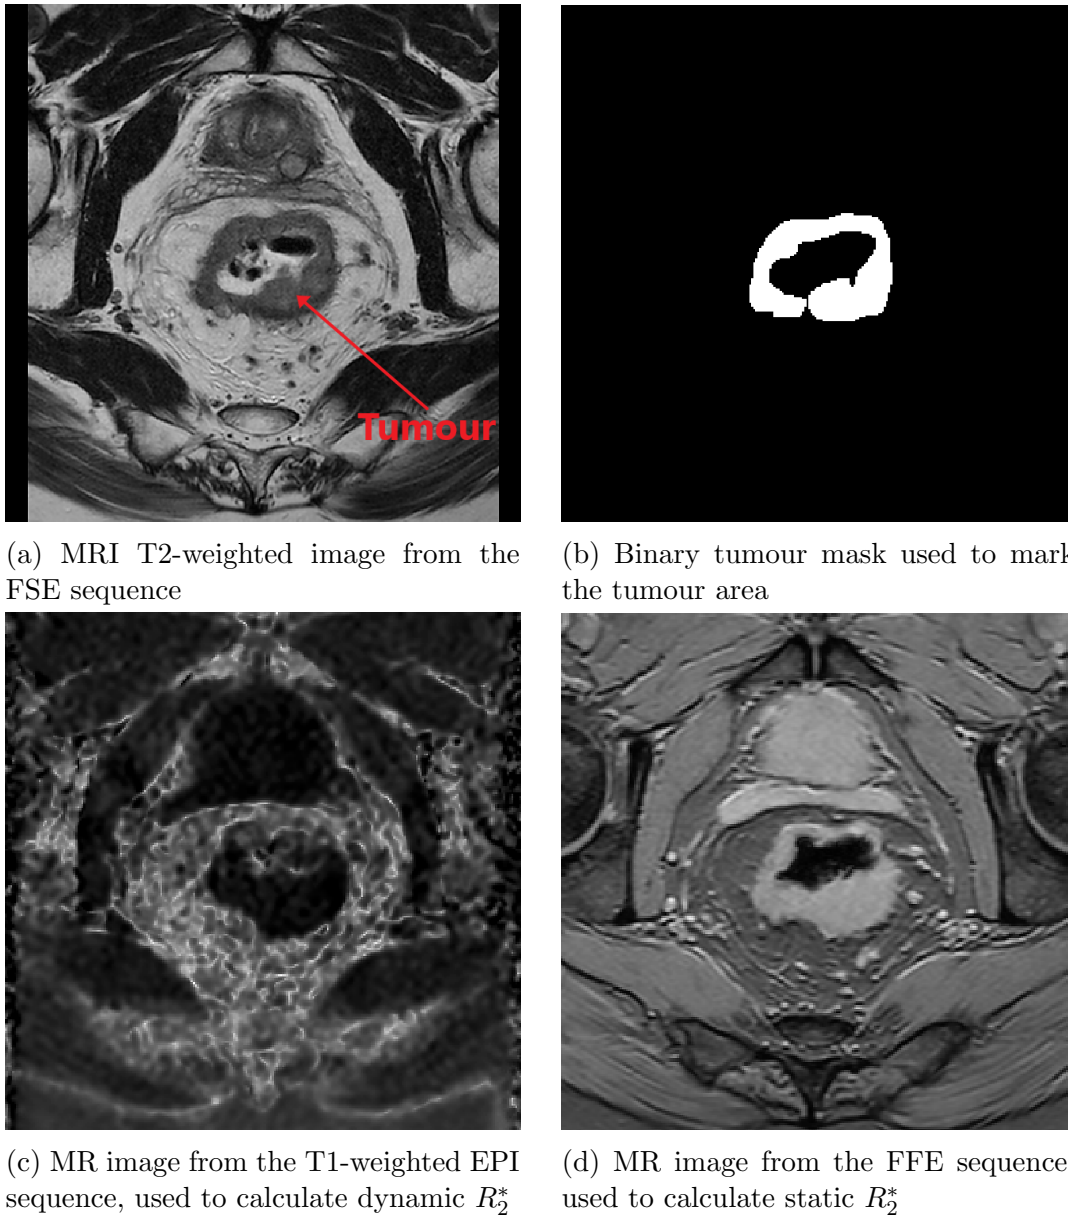 Tumour
(a) MRI T2-weighted image from the
FSE sequence
(b) Binary tumour mask used to mark
the tumour area
(c) MR image from the T1-weighted EPI
sequence, used to calculate dynamic R₂*
(d) MR image from the FFE sequence
used to calculate static R₂*